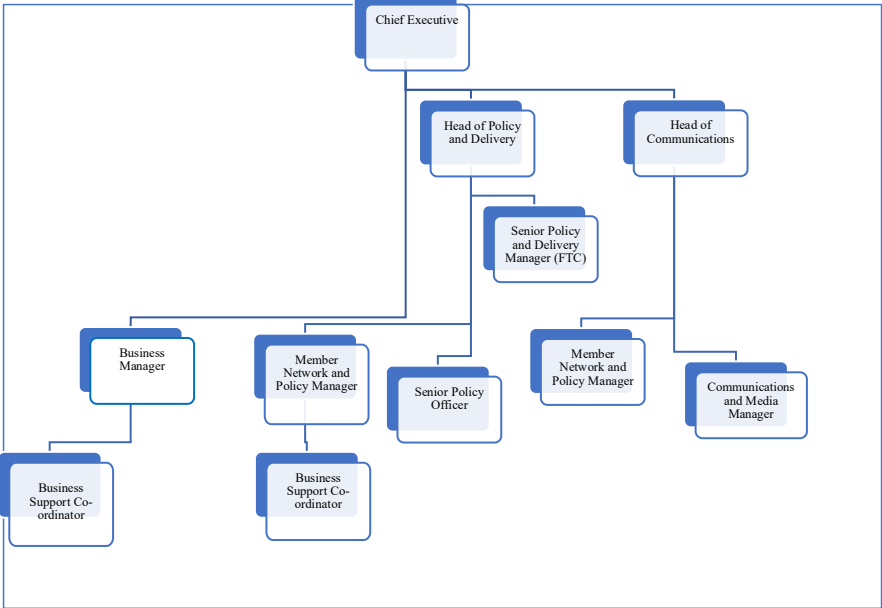 Chief Executive
Head of Policy
and Delivery
Head of
Communications
Senior Policy
and Delivery
Manager (FTC)
Business
Manager
Member
Network and
Policy Manager
Senior Policy
Officer
Member
Network and
Policy Manager
Communications
and Media
Manager
Business
Support Co-
ordinator
Business
Support Co-
ordinator